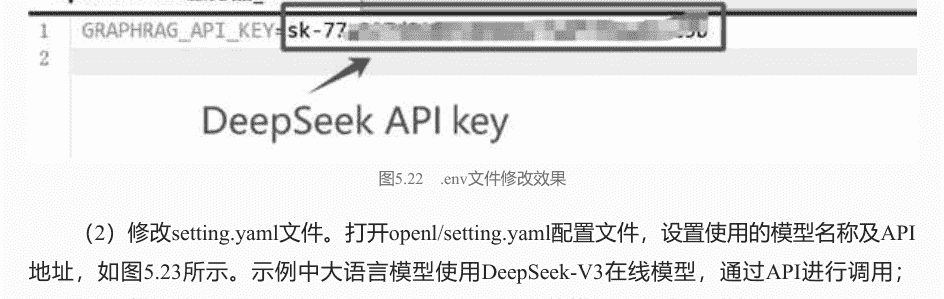 1 GRAPHRAG_API_KEY=sk-77
2
DeepSeek API key
图5.22 .env文件修改效果
（2）修改setting.yaml文件。打开openl/setting.yaml配置文件，设置使用的模型名称及API
地址，如图5.23所示。示例中大语言模型使用DeepSeek-V3在线模型，通过API进行调用；